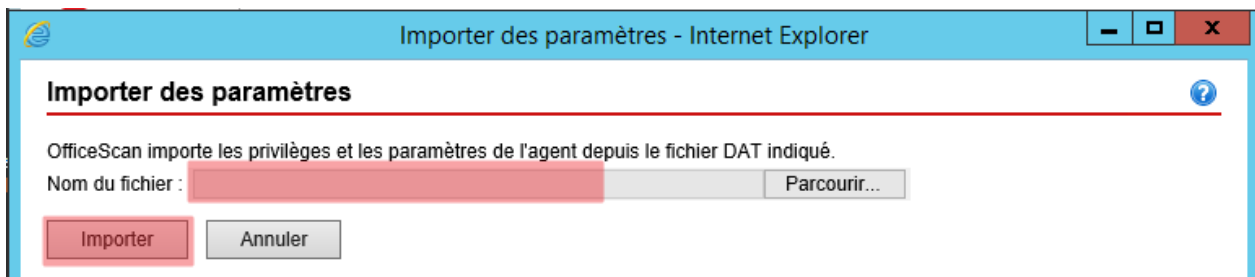 Importer des paramètres - Internet Explorer
Importer des paramètres
OfficeScan importe les privilèges et les paramètres de l'agent depuis le fichier DAT indiqué.
Nom du fichier : Parcourir...
Importer Annuler